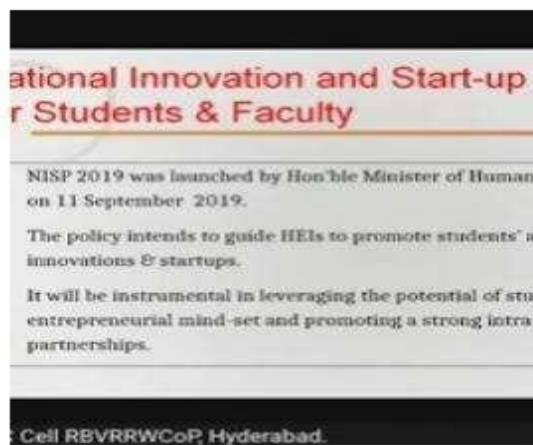 ational Innovation and Start-up
r Students & Faculty
NISP 2019 was launched by Hon'ble Minister of Human
on 11 September 2019.
The policy intends to guide HEIs to promote students' a
innovations & startups.
It will be instrumental in leveraging the potential of stu
entrepreneurial mind-set and promoting a strong intra
partnerships.
: Cell RBVRRWCoP, Hyderabad.